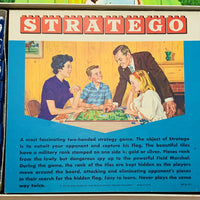 STRATEGO
A most fascinating two-handed strategy game. The object of Stratego
is to outwit your opponent and capture his Flag. The beautiful tiles
have a military rank stamped on one side in gold or silver. Pieces rank
from the lowly but dangerous spy up to the powerful Field Marshal.
During the game, the rank of the tiles are kept hidden as the players
move around the board, attacking and eliminating opponent's pieces
in their search for the hidden flag. Easy to learn. Never plays the same
way twice.